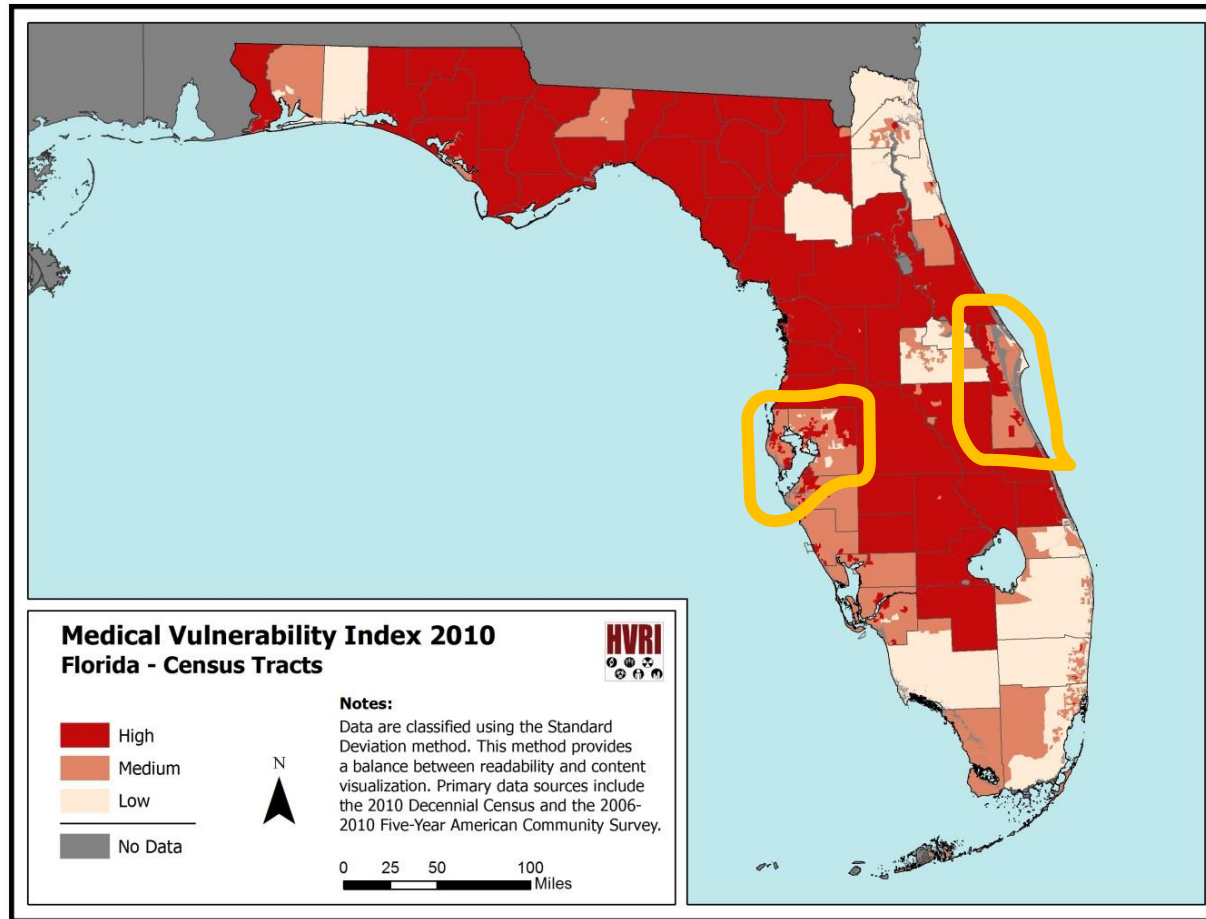 Medical Vulnerability Index 2010
Florida - Census Tracts
HVRI
High
Medium
Low
No Data
N
Notes:
Data are classified using the Standard
Deviation method. This method provides
a balance between readability and content
visualization. Primary data sources include
the 2010 Decennial Census and the 2006-
2010 Five-Year American Community Survey.
0 25 50 100
Miles